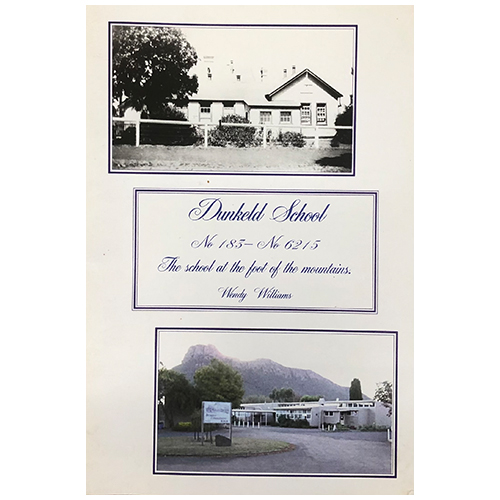 Dunkeld School
No 185– No 6215
The school at the foot of the mountains.
Wendy Williams